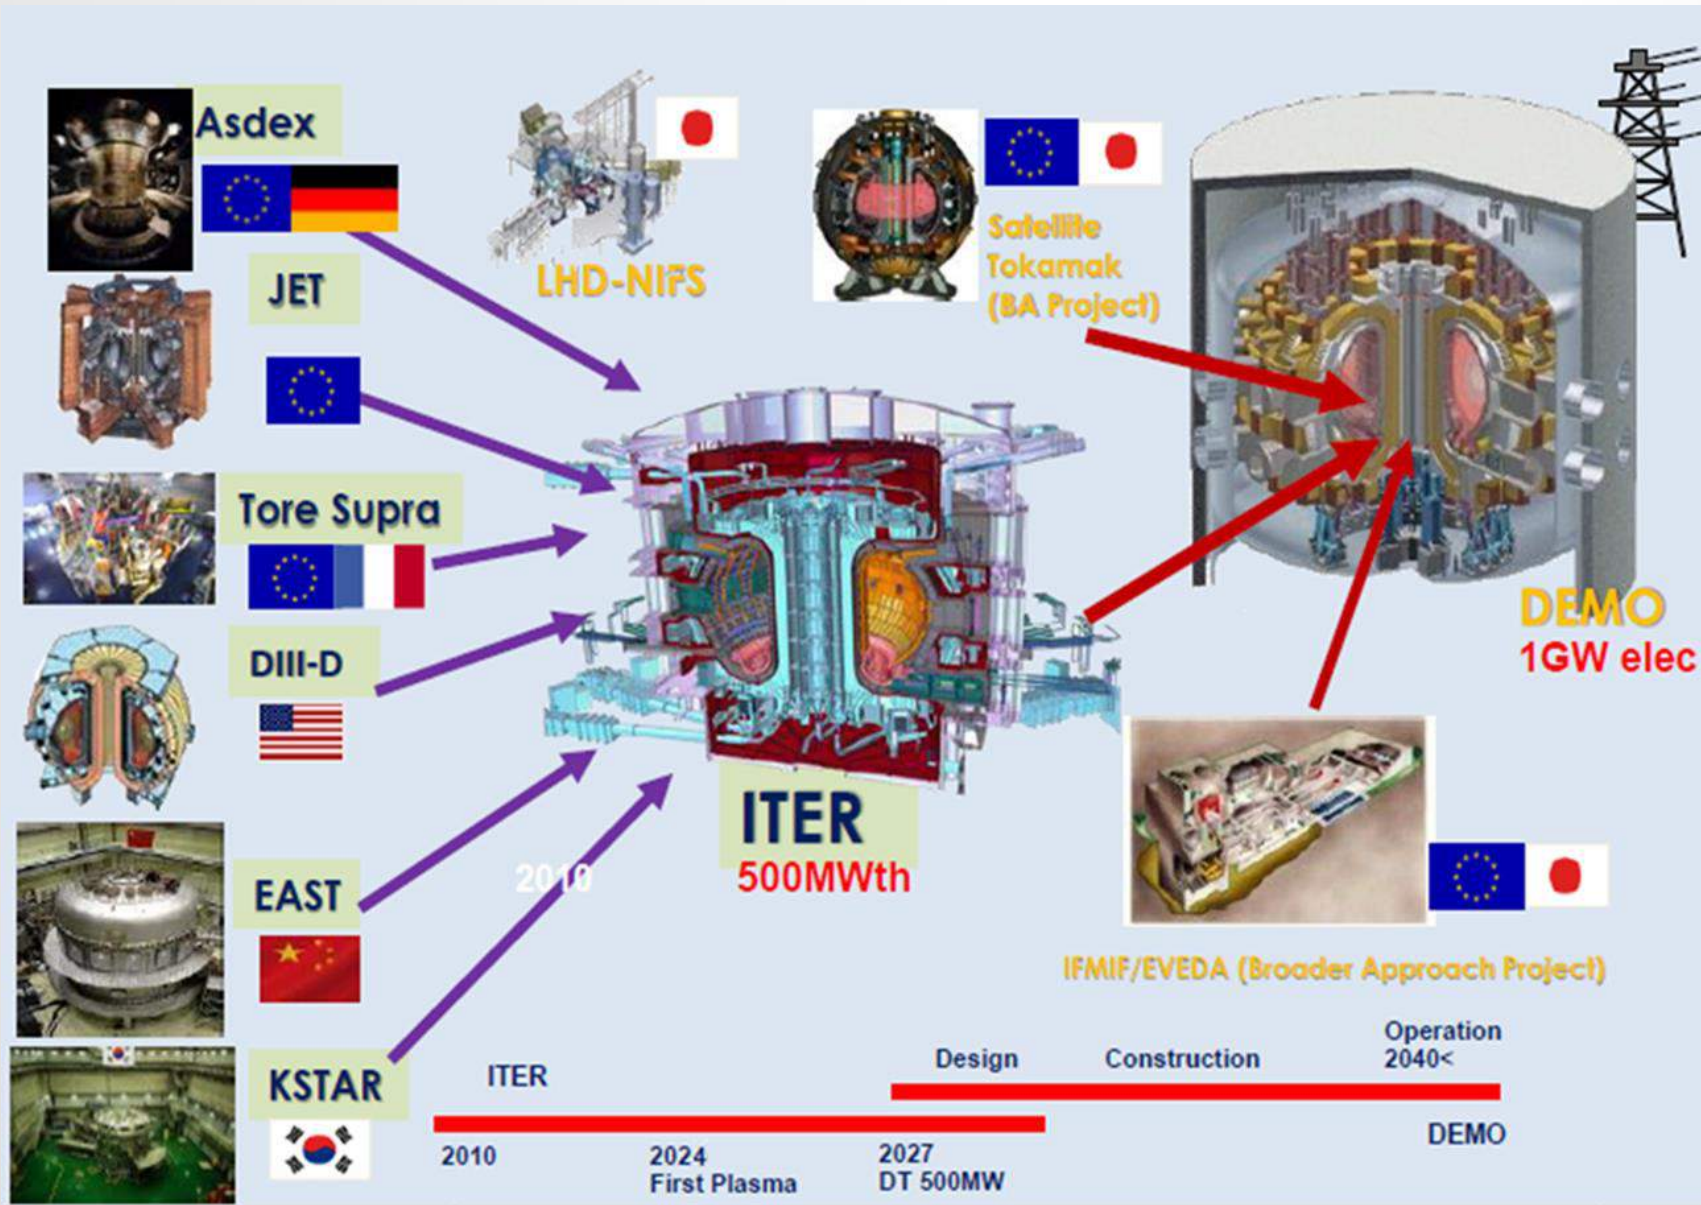 Asdex
JET
Tore Supra
DIII-D
EAST
KSTAR
LHD-NIFS
Satellite
Tokamak
(BA Project)
DEMO
1GW elec
ITER
500MWth
2010
IFMIF/EVEDA (Broader Approach Project)
ITER
2010
2024
First Plasma
2027
DT 500MW
Design
Construction
Operation
2040<
DEMO